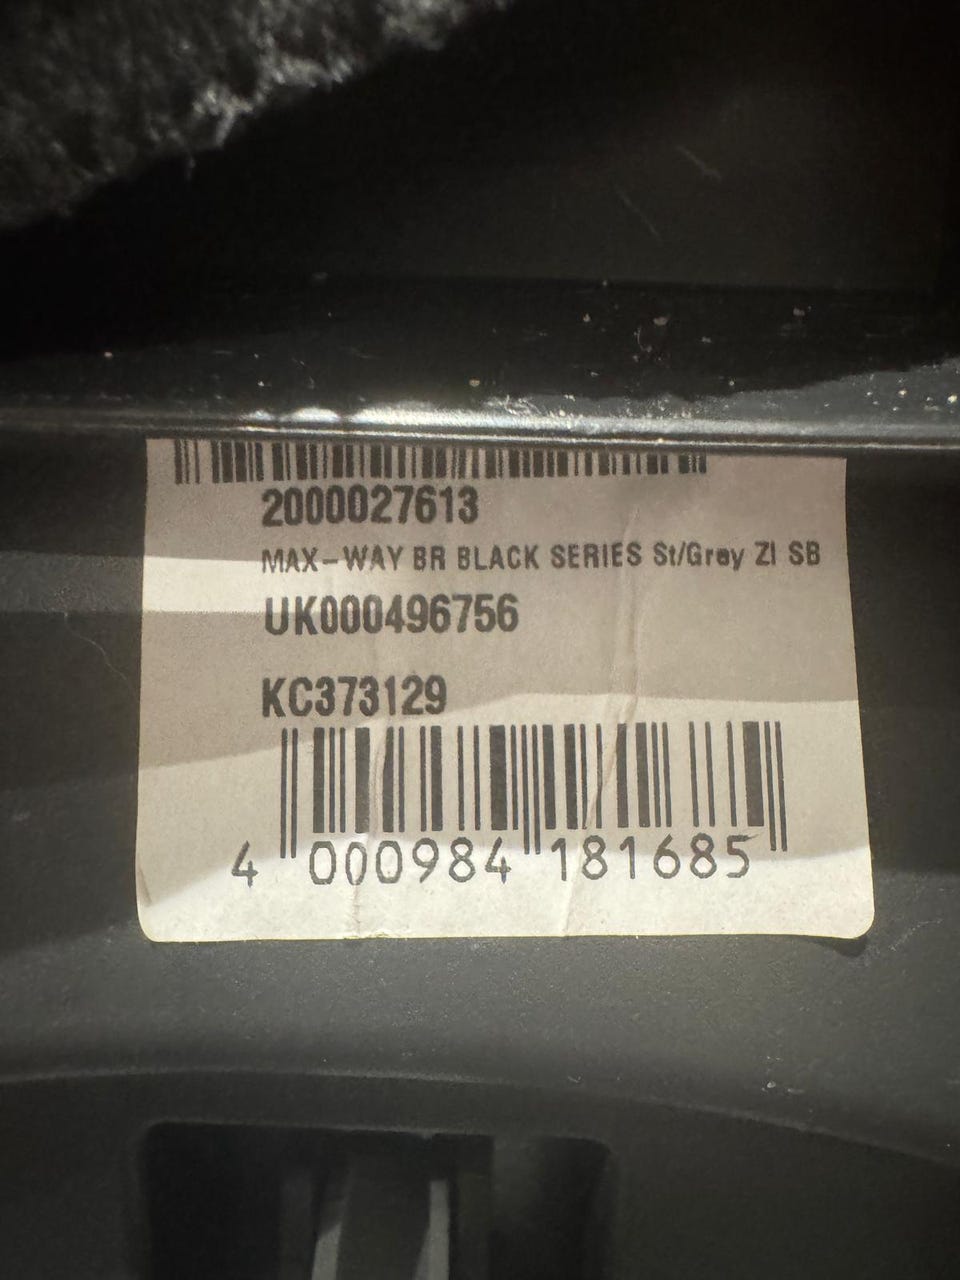 2000027613
MAX-WAY BR BLACK SERIES St/Grey ZI SB
UK000496756
KC373129
4 000984 181685